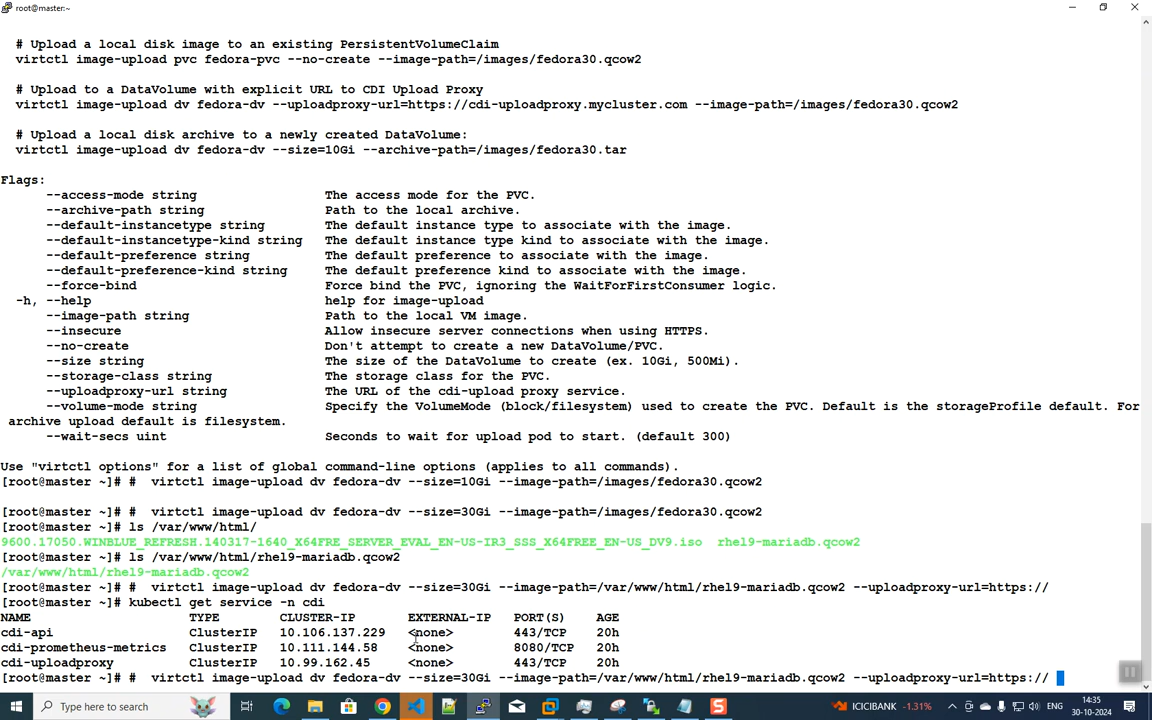 root@master:~
# Upload a local disk image to an existing PersistentVolumeClaim
virtctl image-upload pvc fedora-pvc --no-create --image-path=/images/fedora30.qcow2
# Upload to a DataVolume with explicit URL to CDI Upload Proxy
virtctl image-upload dv fedora-dv --uploadproxy-url=https://cdi-uploadproxy.mycluster.com --image-path=/images/fedora30.qcow2
# Upload a local disk archive to a newly created DataVolume:
virtctl image-upload dv fedora-dv --size=10Gi --archive-path=/images/fedora30.tar
Flags:
--access-mode string The access mode for the PVC.
--archive-path string Path to the local archive.
--default-instancetype string The default instance type to associate with the image.
--default-instancetype-kind string The default instance type kind to associate with the image.
--default-preference string The default preference to associate with the image.
--default-preference-kind string The default preference kind to associate with the image.
--force-bind Force bind the PVC, ignoring the WaitForFirstConsumer logic.
-h, --help help for image-upload
--image-path string Path to the local VM image.
--insecure Allow insecure server connections when using HTTPS.
--no-create Don't attempt to create a new DataVolume/PVC.
--size string The size of the DataVolume to create (ex. 10Gi, 500Mi).
--storage-class string The storage class for the PVC.
--uploadproxy-url string The URL of the cdi-upload proxy service.
--volume-mode string Specify the VolumeMode (block/filesystem) used to create the PVC. Default is the storageProfile default. For
archive upload default is filesystem.
--wait-secs uint Seconds to wait for upload pod to start. (default 300)
Use "virtctl options" for a list of global command-line options (applies to all commands).
[root@master ~]# # virtctl image-upload dv fedora-dv --size=10Gi --image-path=/images/fedora30.qcow2
[root@master ~]# # virtctl image-upload dv fedora-dv --size=30Gi --image-path=/images/fedora30.qcow2
[root@master ~]# ls /var/www/html/
9600.17050.WINBLUE_REFRESH.140317-1640_X64FRE_SERVER_EVAL_EN-US-IR3_SSS_X64FREE_EN-US_DV9.iso rhel9-mariadb.qcow2
[root@master ~]# ls /var/www/html/rhel9-mariadb.qcow2
/var/www/html/rhel9-mariadb.qcow2
[root@master ~]# # virtctl image-upload dv fedora-dv --size=30Gi --image-path=/var/www/html/rhel9-mariadb.qcow2 --uploadproxy-url=https://
[root@master ~]# kubectl get service -n cdi
NAME TYPE CLUSTER-IP EXTERNAL-IP PORT(S) AGE
cdi-api ClusterIP 10.106.137.229 <none> 443/TCP 20h
cdi-prometheus-metrics ClusterIP 10.111.144.58 <none> 8080/TCP 20h
cdi-uploadproxy ClusterIP 10.99.162.45 <none> 443/TCP 20h
[root@master ~]# # virtctl image-upload dv fedora-dv --size=30Gi --image-path=/var/www/html/rhel9-mariadb.qcow2 --uploadproxy-url=https://
Type here to search
ICICIBANK -1.31%
ENG
14:35
30-10-2024